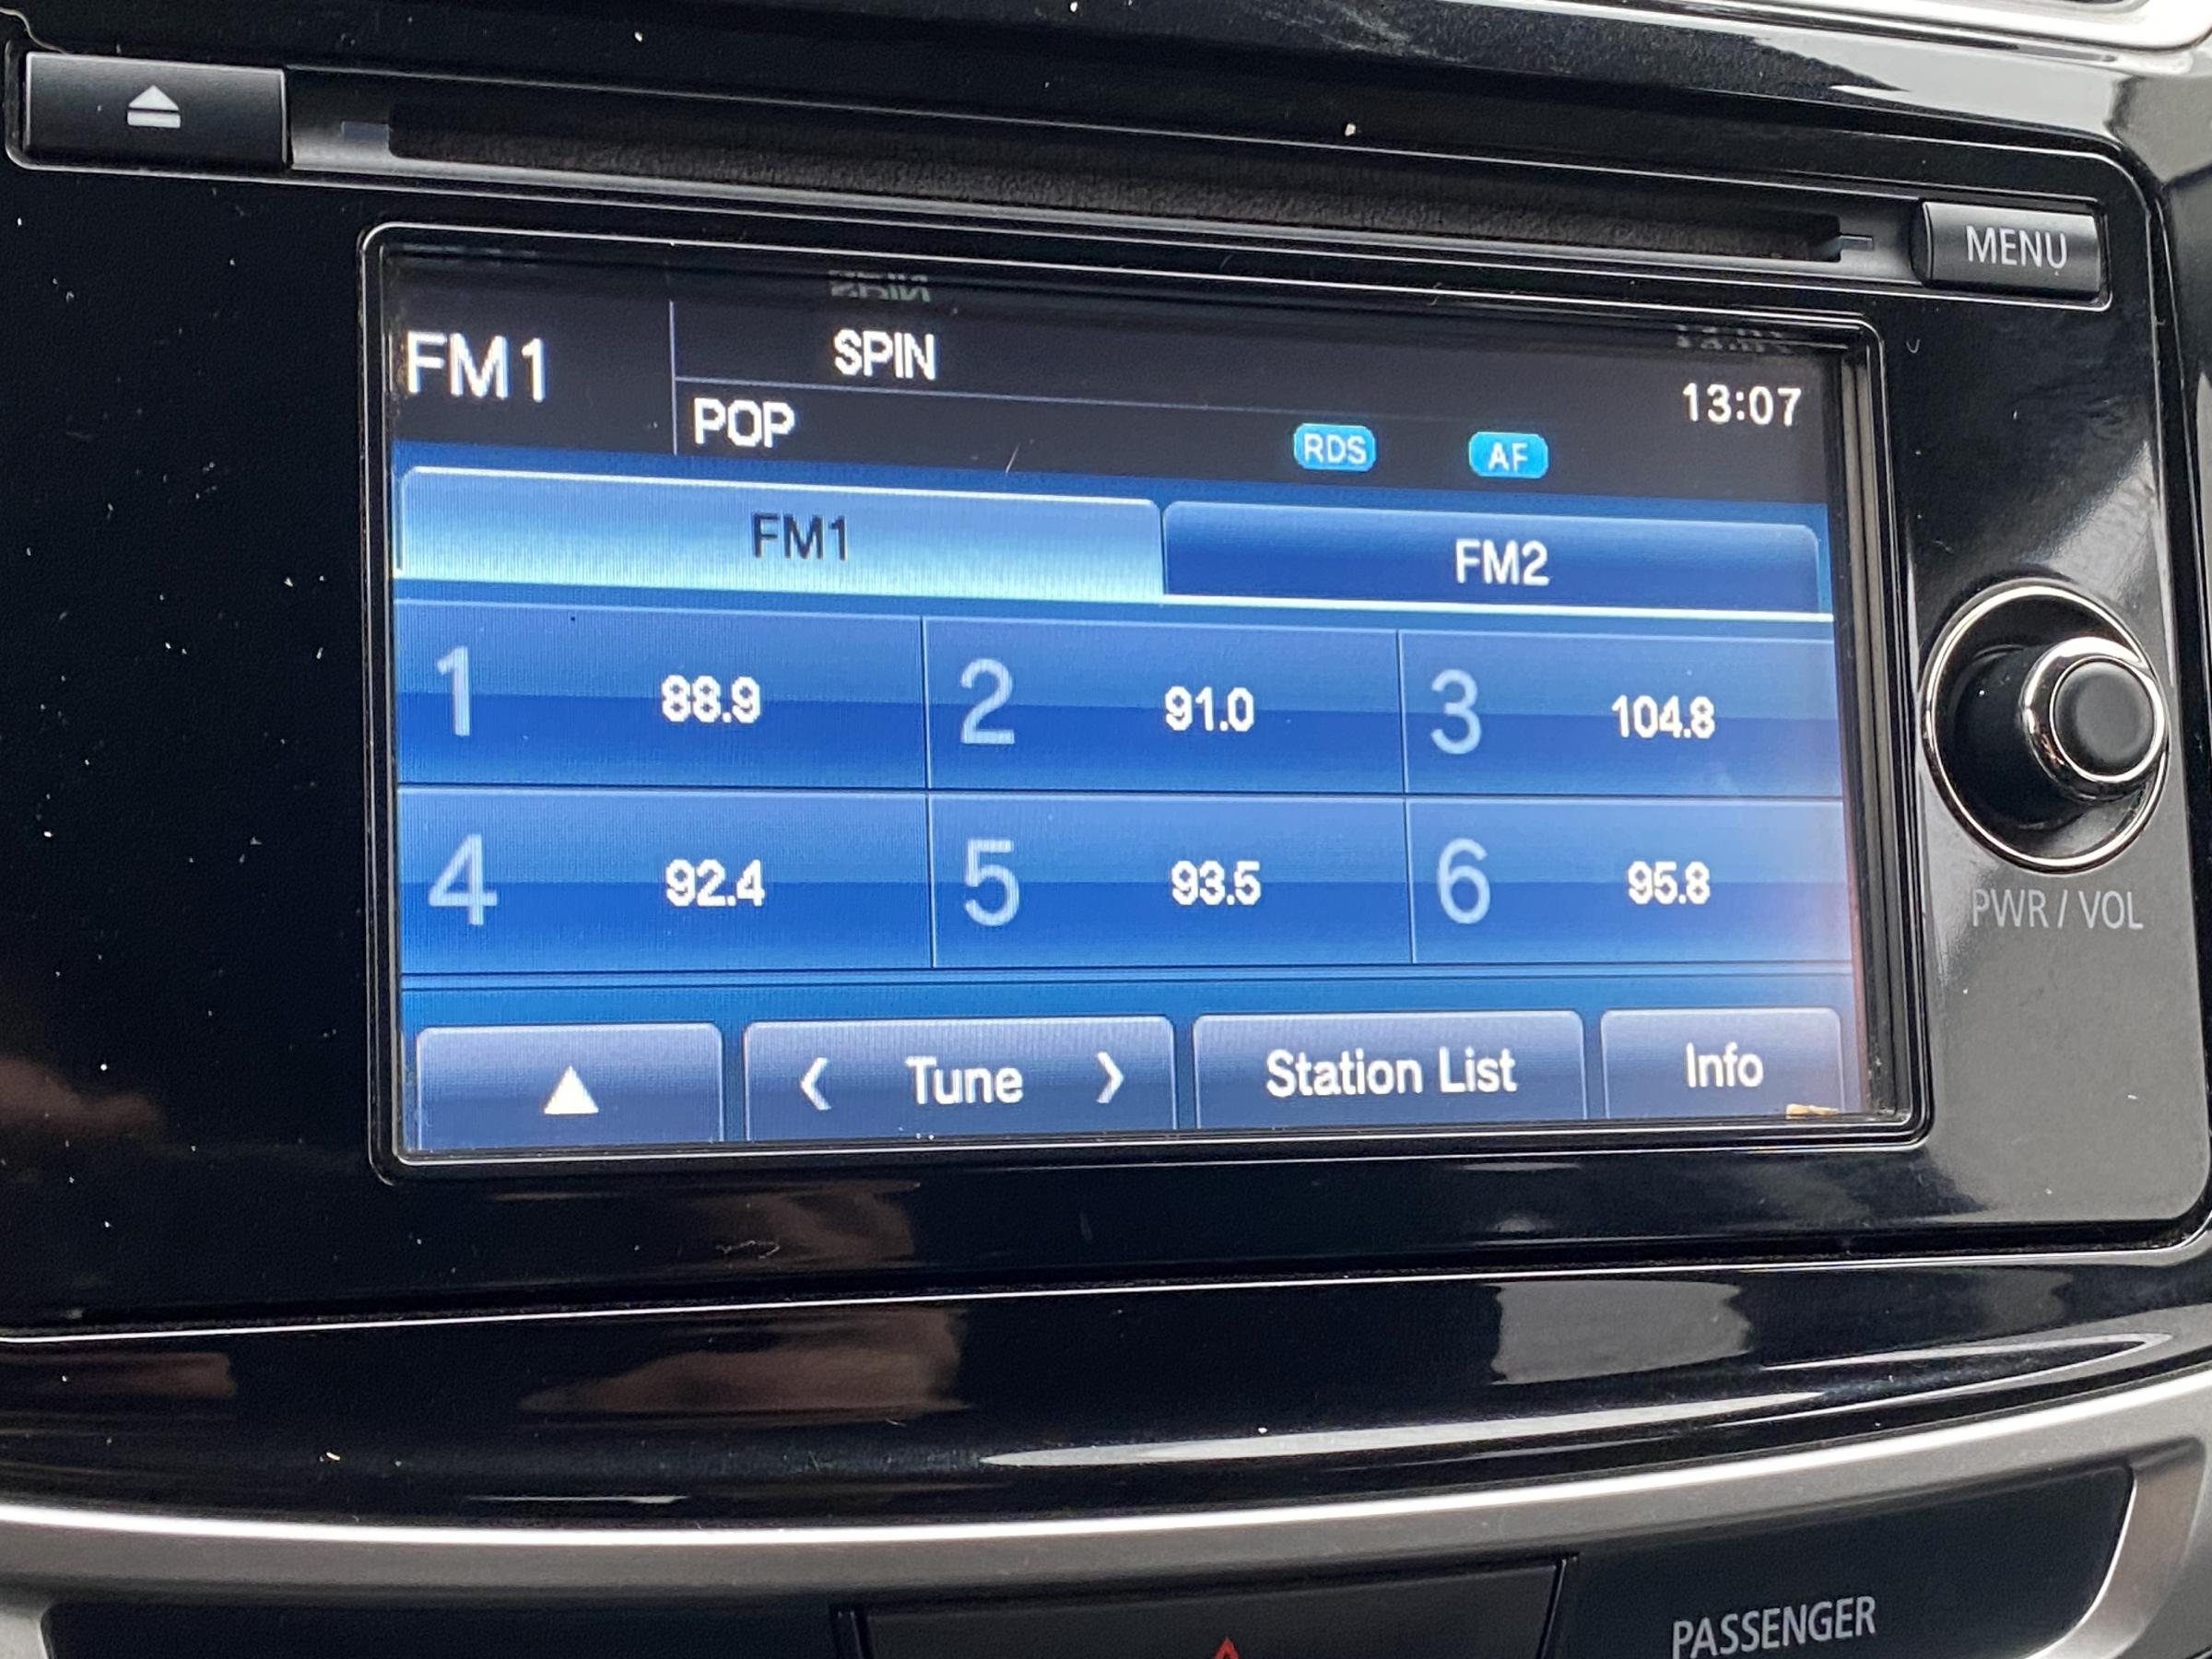 MENU
FM1
SPIN
13:07
POP
RDS
AF
FM1
FM2
1 88.9
2 91.0
3 104.8
4 92.4
5 93.5
6 95.8
PWR / VOL
Tune
Station List
Info
PASSENGER